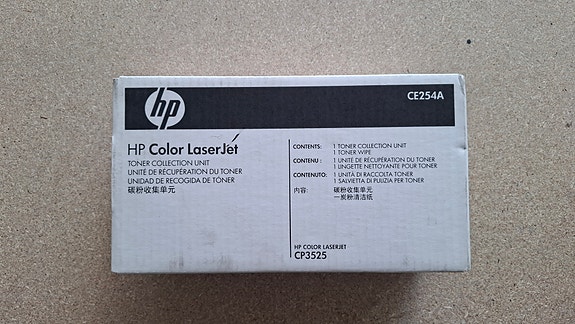 hp
CE254A
HP Color LaserJet
TONER COLLECTION UNIT
UNITÉ DE RÉCUPÉRATION DU TONER
UNIDAD DE RECOGIDA DE TÓNER
碳粉收集单元
CONTENTS: 1 TONER COLLECTION UNIT
1 TONER WIPE
CONTENU : 1 UNITÉ DE RÉCUPÉRATION DU TONER
1 LINGETTE NETTOYANTE POUR TONER
CONTENUTO: 1 UNITÀ DI RACCOLTA TONER
1 SALVIETTA DI PULIZIA PER TONER
内容: 碳粉收集单元
一炭粉清洁纸
HP COLOR LASERJET
CP3525